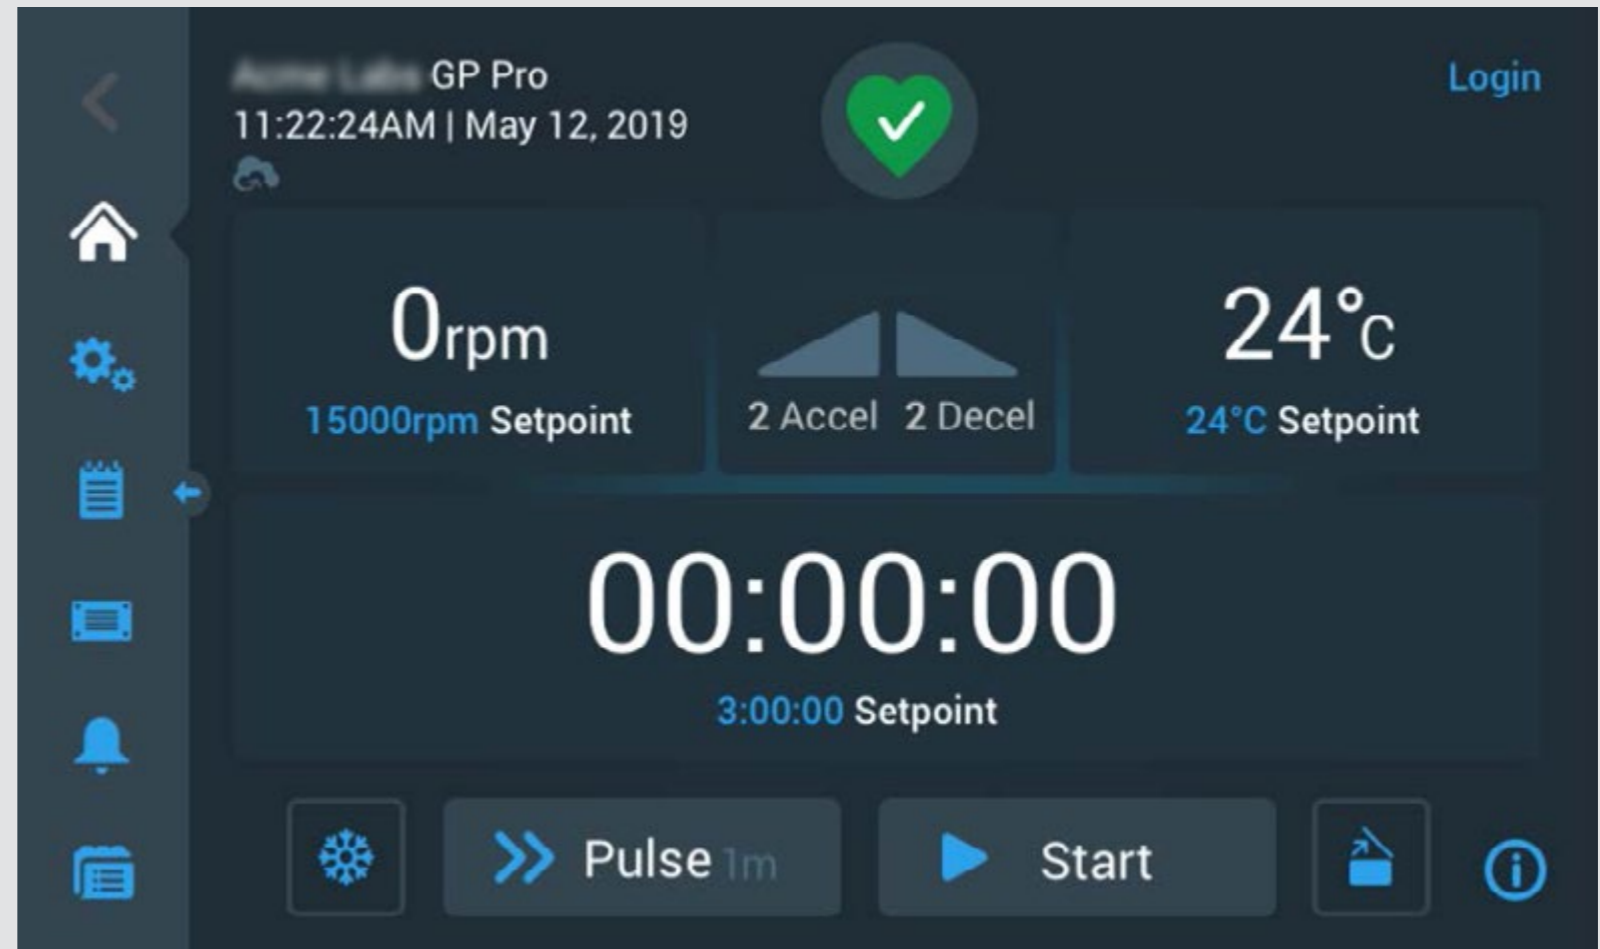 GP Pro
11:22:24AM | May 12, 2019
Login
0rpm
15000rpm Setpoint
2 Accel 2 Decel
24°C
24°C Setpoint
00:00:00
3:00:00 Setpoint
Pulse 1m
Start